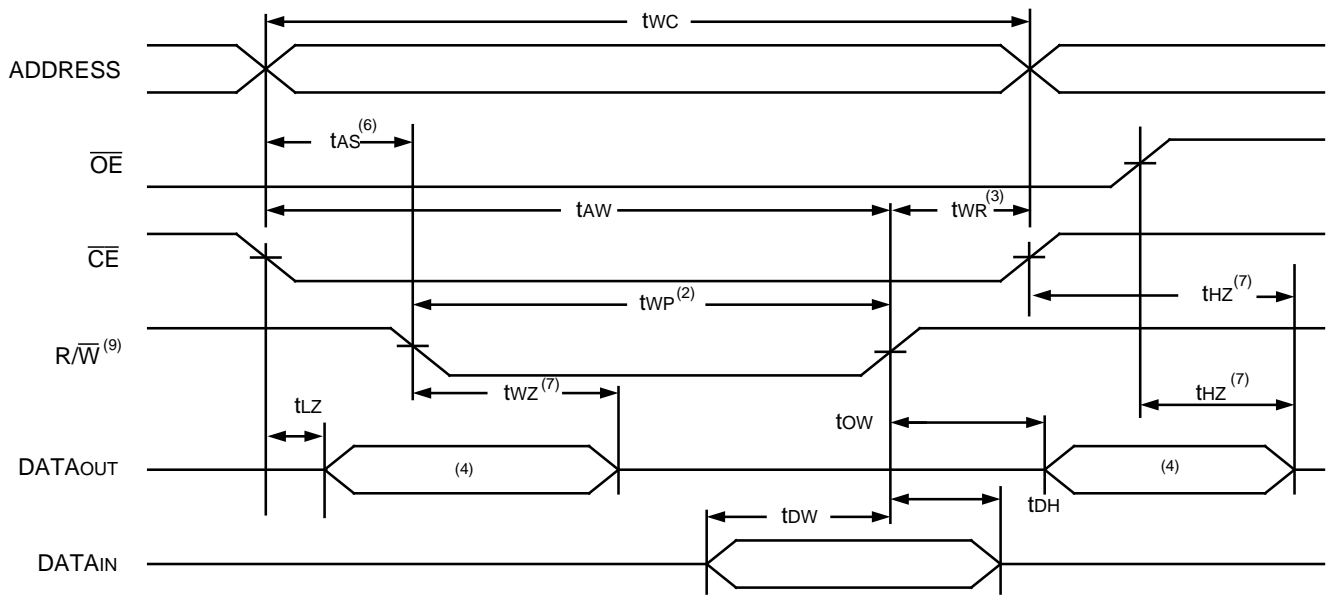 tWC
ADDRESS
tAS(6)
OE
tAW
tWR(3)
CE
tWP(2)
tHZ(7)
R/W(9)
tWZ(7)
tHZ(7)
tLZ
tOW
DATAOUT
(4)
(4)
tDW
tDH
DATAIN